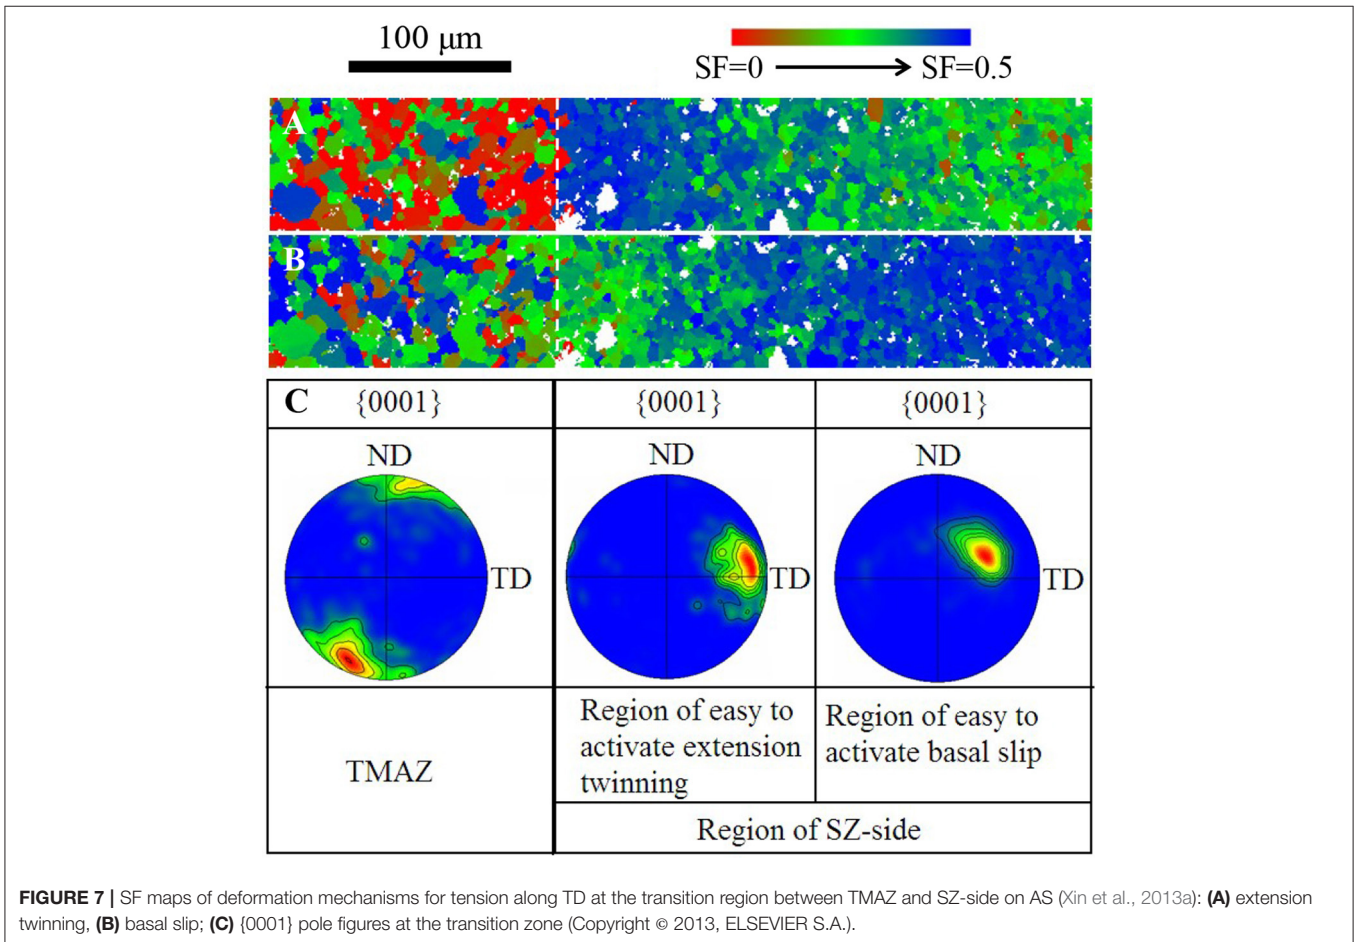 100 μm
SF=0 SF=0.5
A
B
C {0001} {0001} {0001}
ND ND ND
TD TD TD
TMAZ
Region of easy to
activate extension
twinning
Region of easy to
activate basal slip
Region of SZ-side
FIGURE 7 | SF maps of deformation mechanisms for tension along TD at the transition region between TMAZ and SZ-side on AS (Xin et al., 2013a): (A) extension
twinning, (B) basal slip; (C) {0001} pole figures at the transition zone (Copyright © 2013, ELSEVIER S.A.).